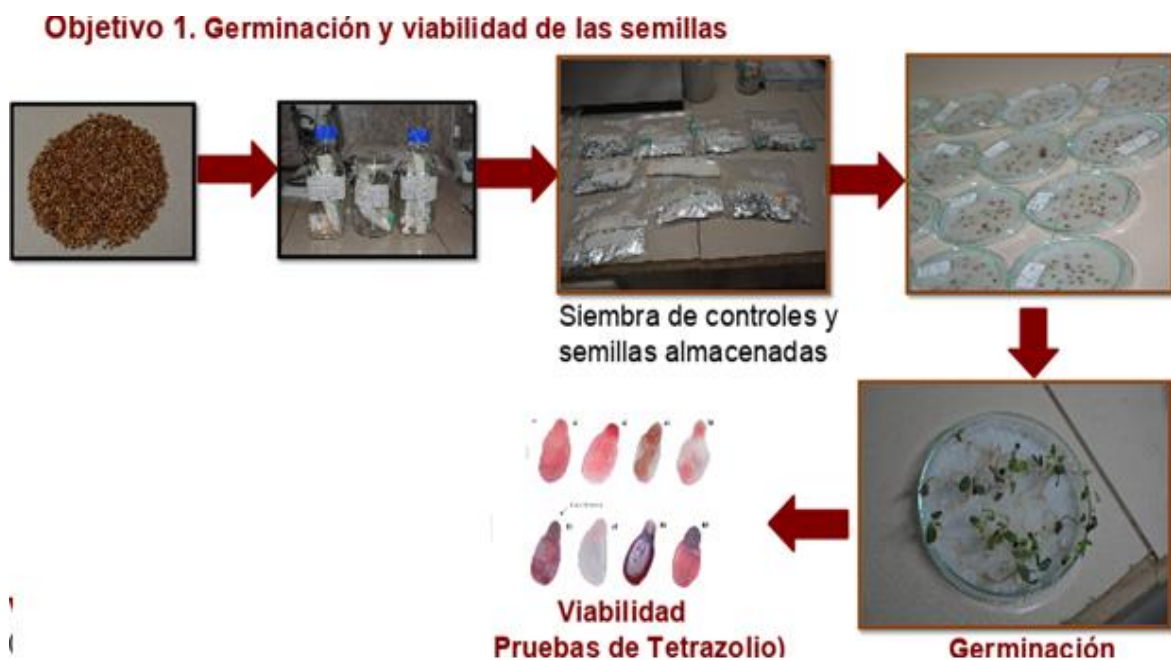 Objetivo 1. Germinación y viabilidad de las semillas
Siembra de controles y
semillas almacenadas
Viabilidad
Pruebas de Tetrazolio)
Germinación